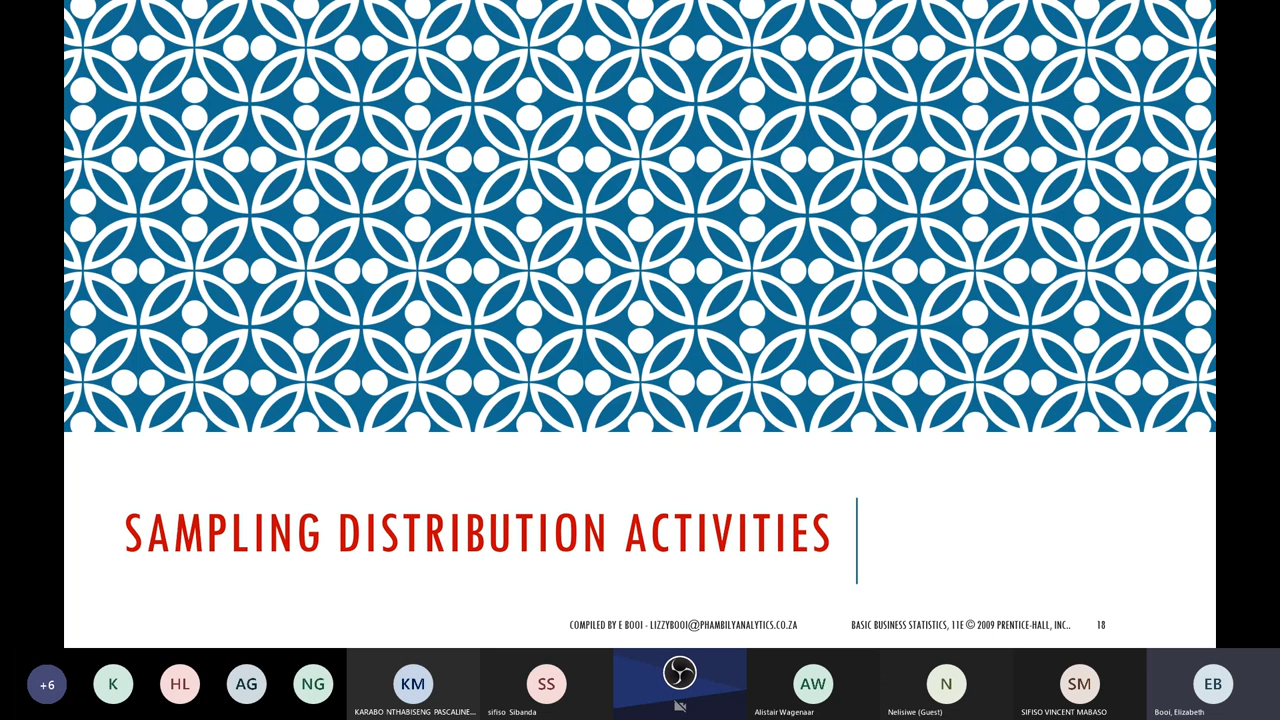 SAMPLING DISTRIBUTION ACTIVITIES
COMPILED BY E BOOI - LIZZYBOOI@PHAMBILYANALYTICS.CO.ZA BASIC BUSINESS STATISTICS, 11E © 2009 PRENTICE-HALL, INC.. 18
+6 K HL AG NG KM SS AW N SM EB
KARABO NTHABISENG PASCALINE... sifiso Sibanda Alistair Wagenaar Nelisiwe (Guest) SIFISO VINCENT MABASO Booi, Elizabeth